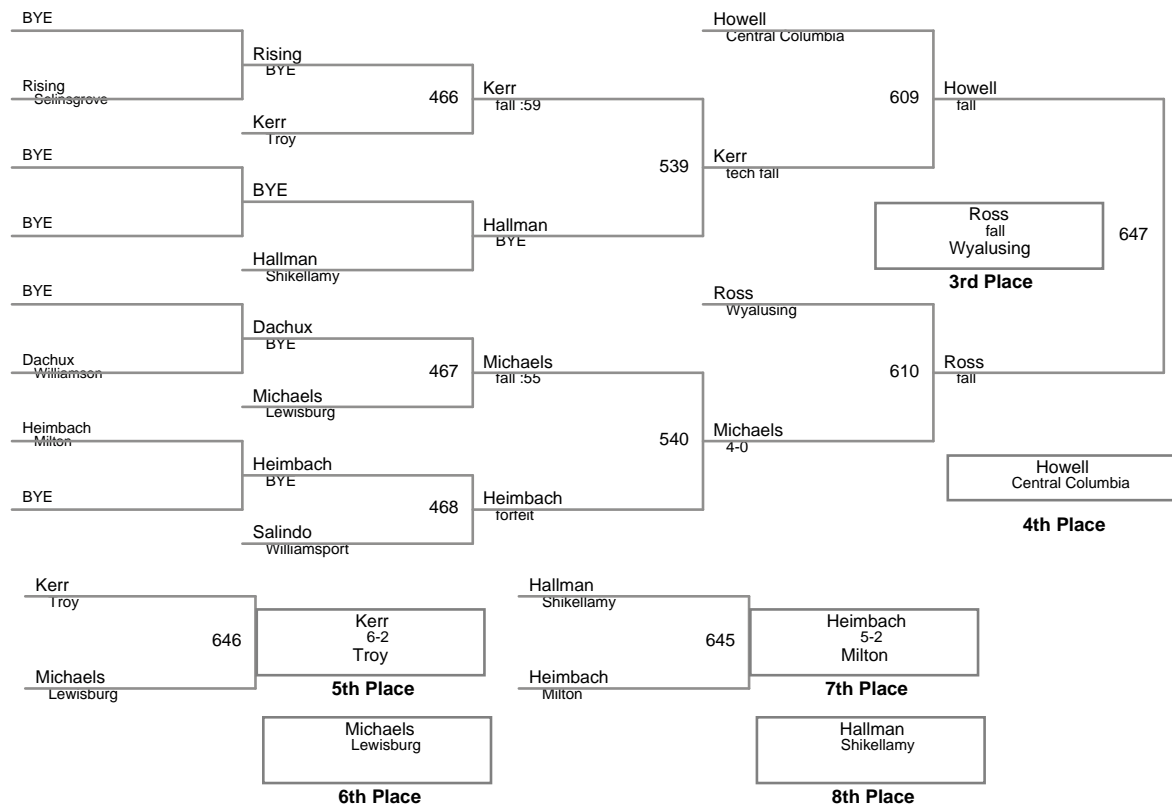 BYE
Howell
Central Columbia
Rising
BYE
Rising
Selinsgrove
466
Kerr
fall :59
609
Howell
fall
Kerr
Troy
BYE
539
Kerr
tech fall
BYE
BYE
Hallman
BYE
Ross
fall
Wyalusing
647
3rd Place
Hallman
Shikellamy
BYE
Ross
Wyalusing
Dachux
BYE
Dachux
Williamson
467
Michaels
fall :55
610
Ross
fall
Michaels
Lewisburg
Heimbach
Milton
540
Michaels
4-0
Heimbach
BYE
Howell
Central Columbia
4th Place
BYE
468
Heimbach
forfeit
Salindo
Williamsport
Kerr
Troy
646
Kerr
6-2
Troy
5th Place
Michaels
Lewisburg
Hallman
Shikellamy
645
Heimbach
5-2
Milton
7th Place
Heimbach
Milton
Michaels
Lewisburg
6th Place
Hallman
Shikellamy
8th Place